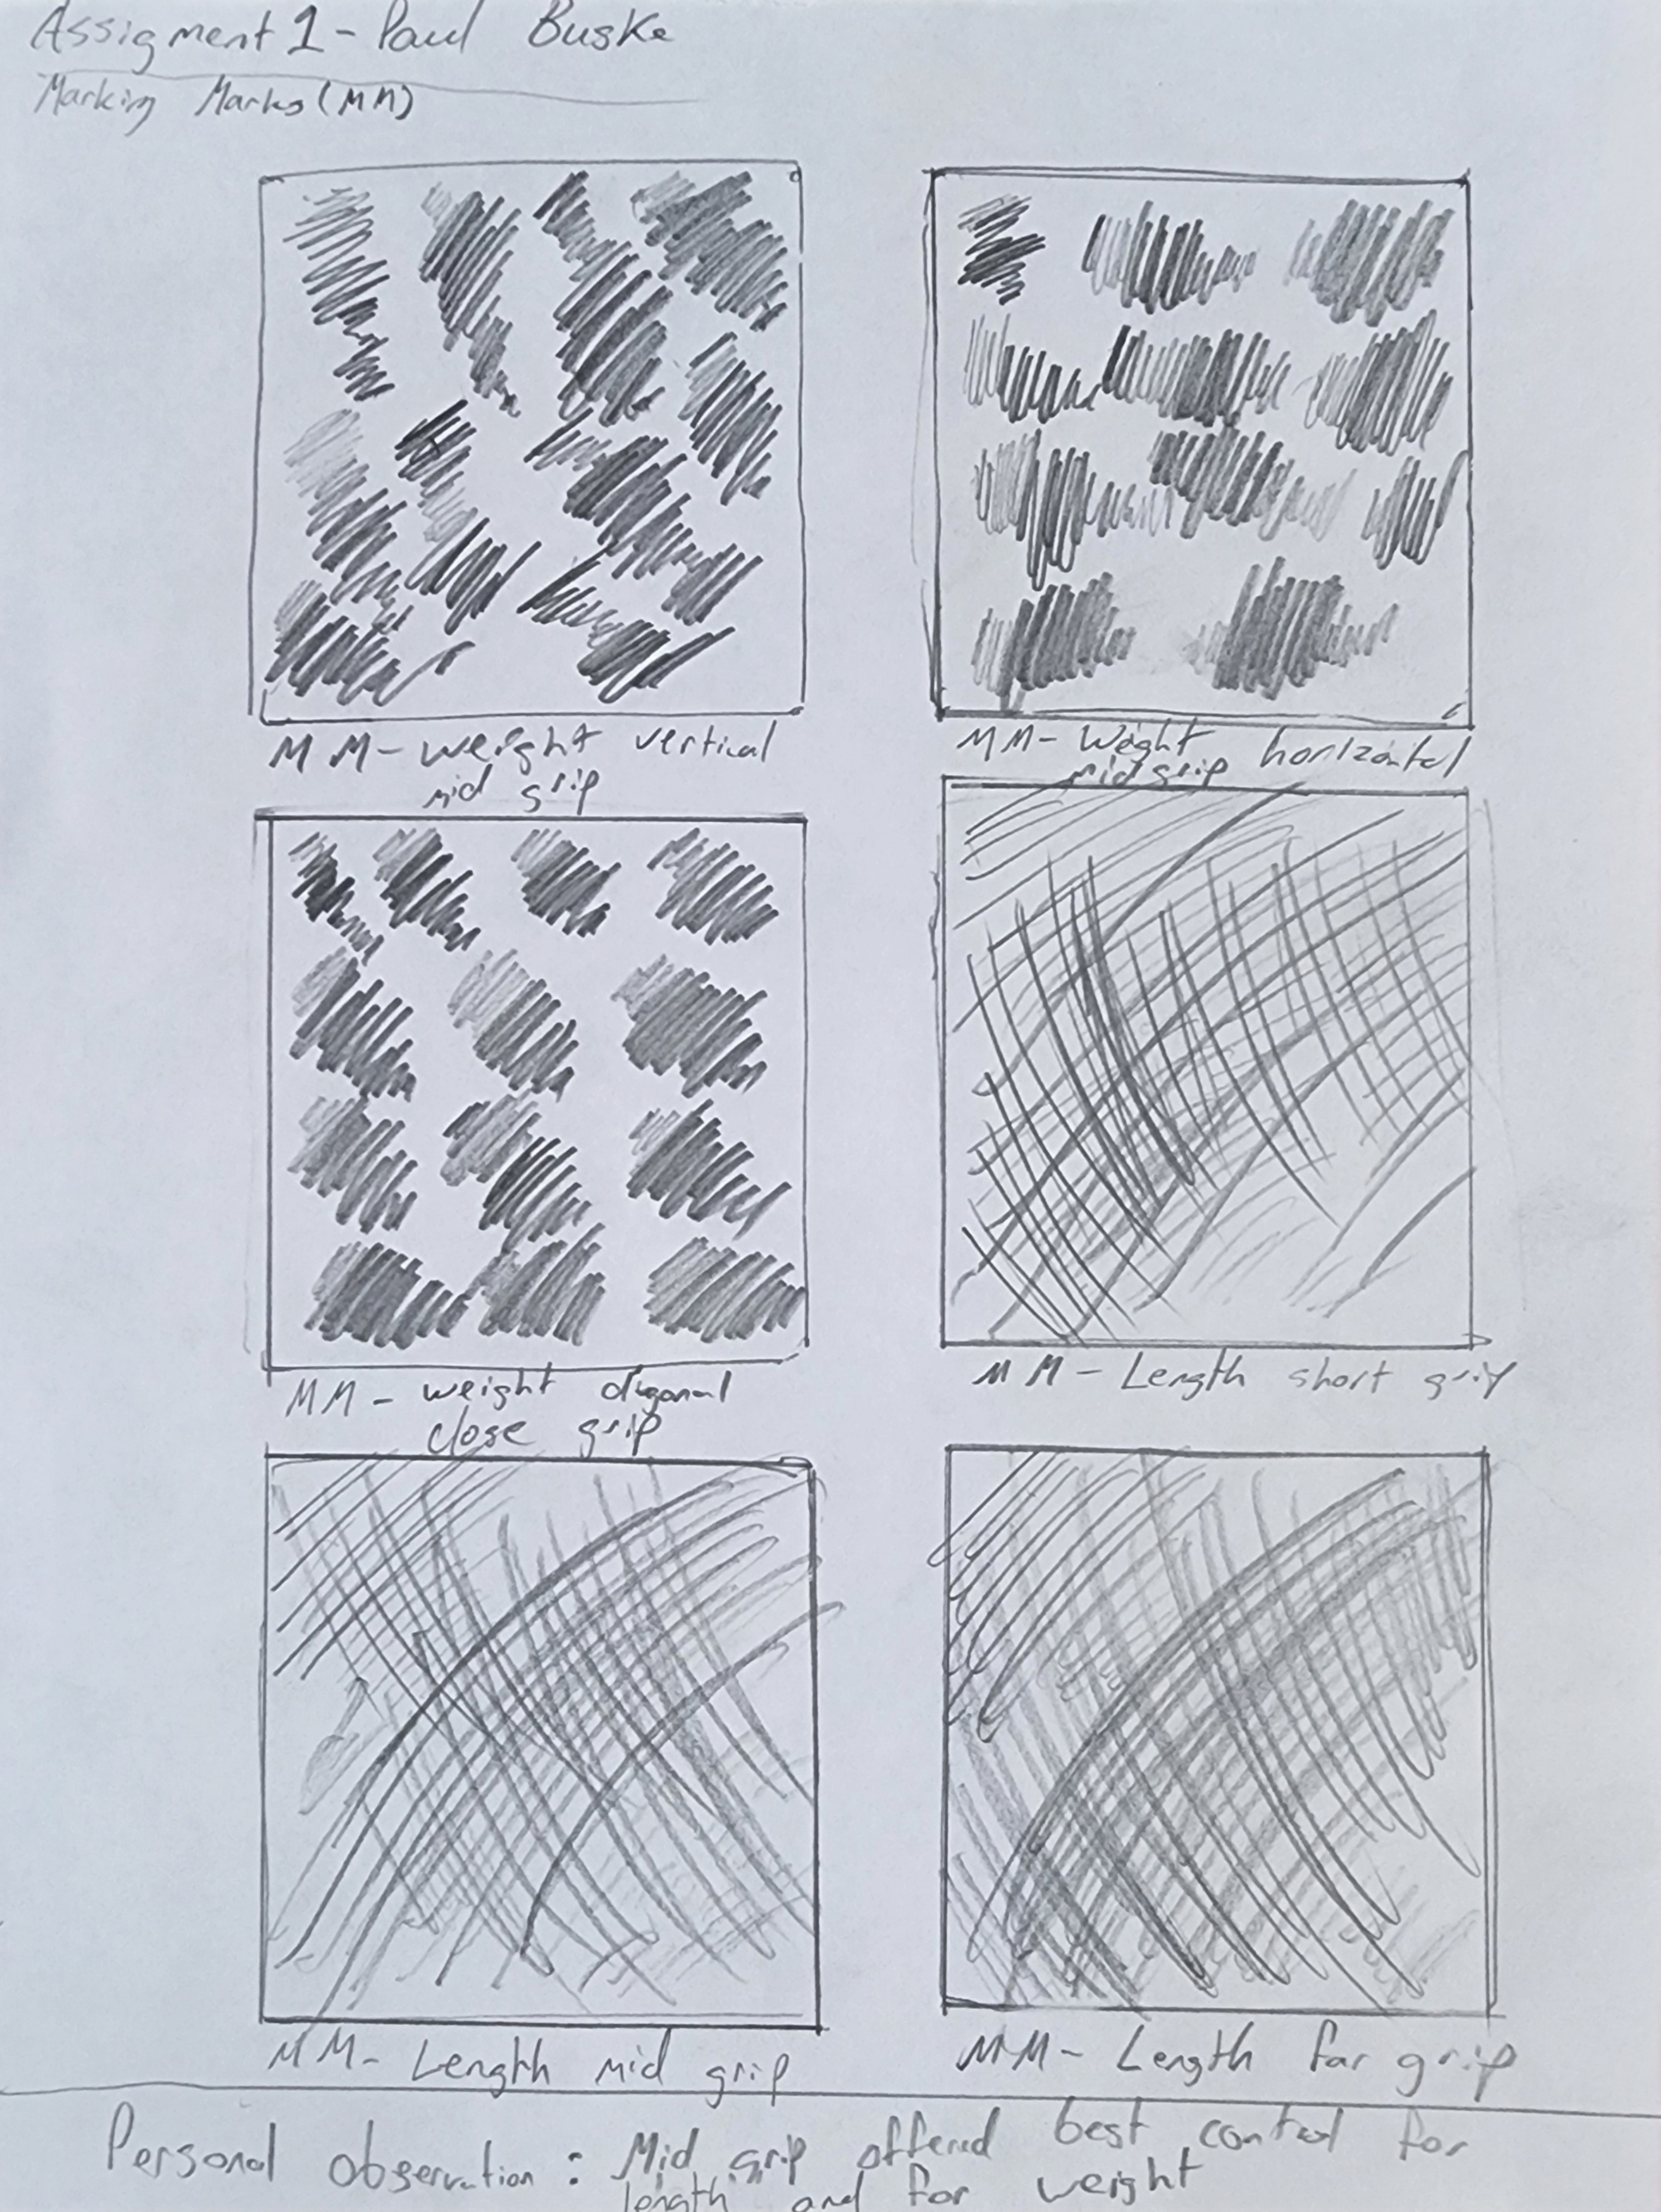 Assigment 1 - Paul Buske
Marking Marks (MM)
MM - weight vertical
mid grip
MM - Weight horizontal
mid grip
MM - weight diagonal
close grip
MM - Length short grip
MM - Length mid grip
MM - Length far grip
Personal observation : Mid grip offered best control for
length and for weight